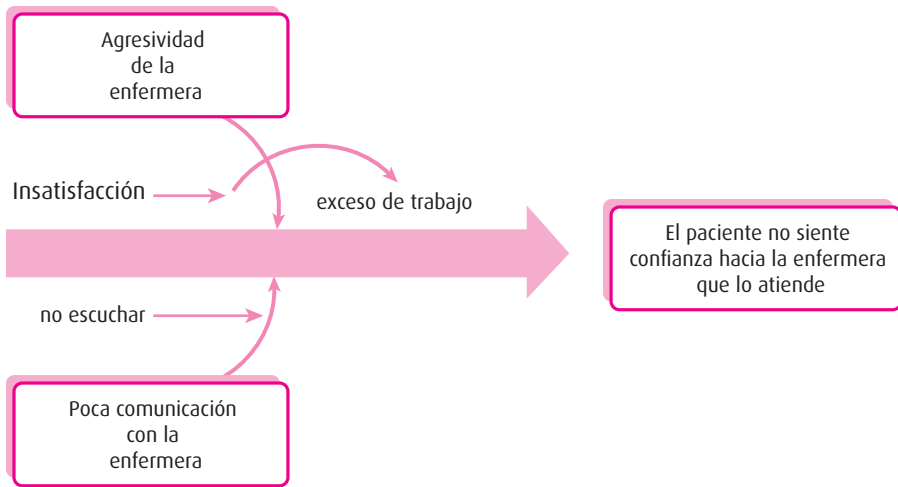 Agresividad
de la
enfermera
Insatisfacción
exceso de trabajo
El paciente no siente
confianza hacia la enfermera
que lo atiende
no escuchar
Poca comunicación
con la
enfermera